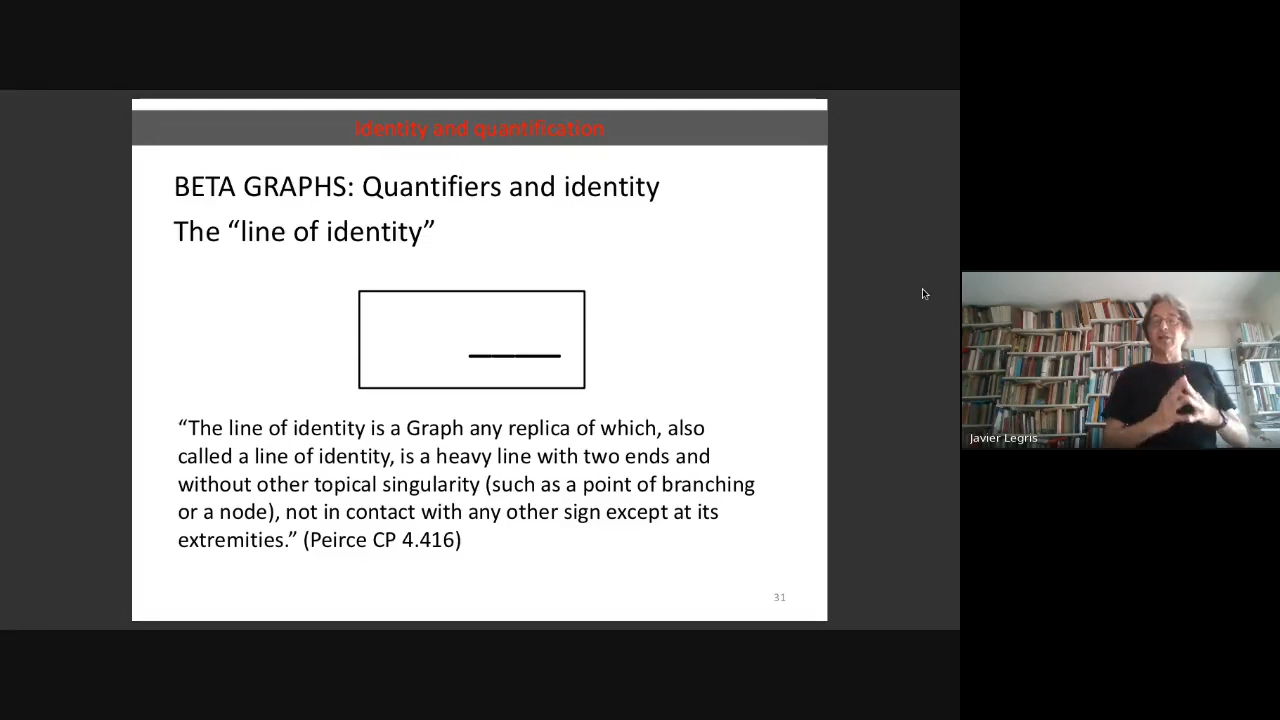 Identity and quantification
BETA GRAPHS: Quantifiers and identity
The “line of identity”
“The line of identity is a Graph any replica of which, also
called a line of identity, is a heavy line with two ends and
without other topical singularity (such as a point of branching
or a node), not in contact with any other sign except at its
extremities.” (Peirce CP 4.416)
31
Javier Legris